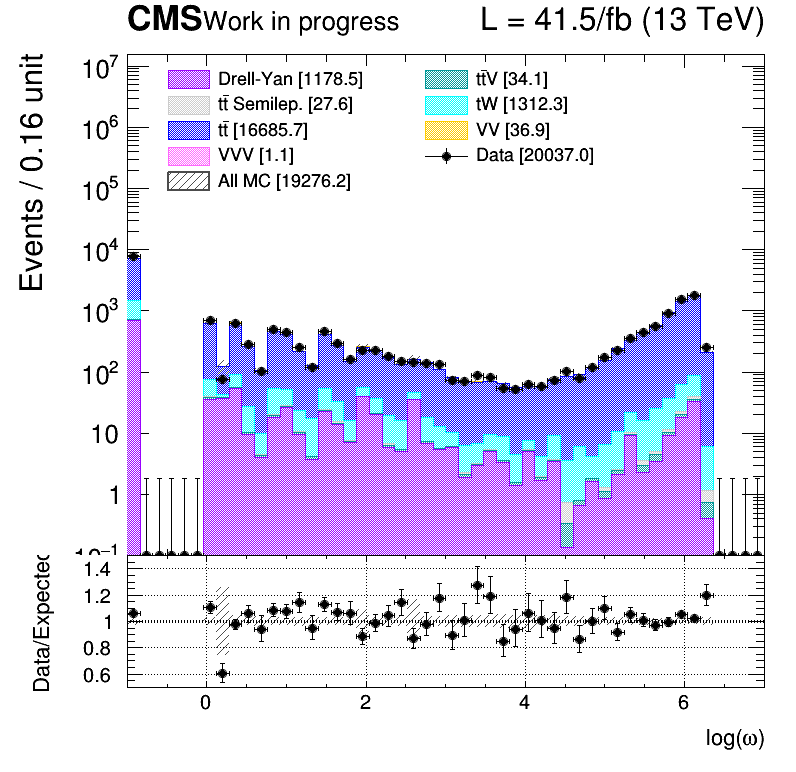 CMS Work in progress L = 41.5/fb (13 TeV)
Events / 0.16 unit
Drell-Yan [1178.5]
tt̄ Semilep. [27.6]
tt̄ [16685.7]
VVV [1.1]
All MC [19276.2]
tt̄V [34.1]
tW [1312.3]
VV [36.9]
Data [20037.0]
10⁷
10⁶
10⁵
10⁴
10³
10²
10
1
10⁻¹
Data/Expected
1.4
1.2
1
0.8
0.6
0 2 4 6
log(ω)